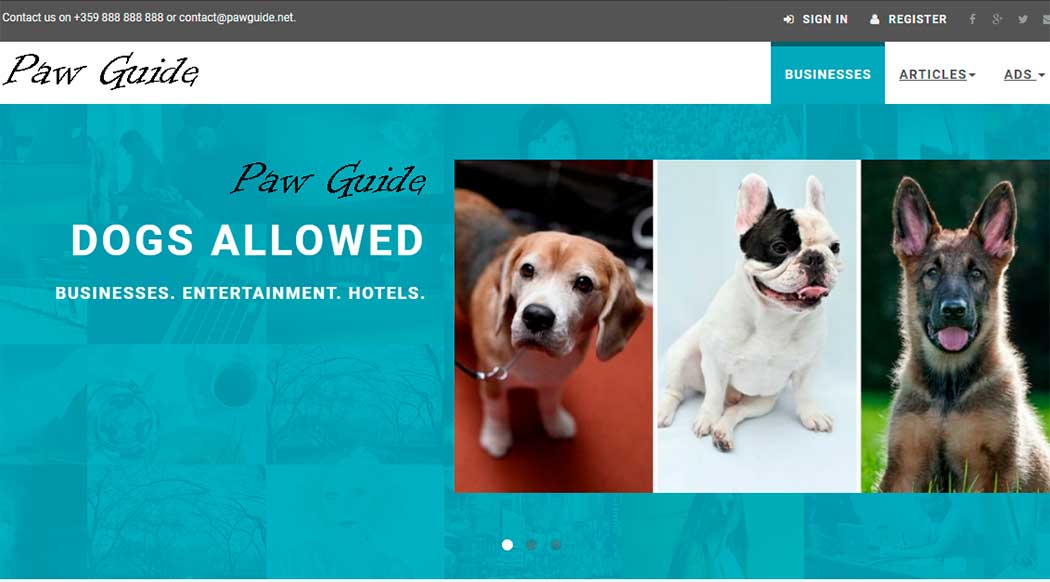 Contact us on +359 888 888 888 or contact@pawguide.net.
SIGN IN REGISTER
Paw Guide
BUSINESSES ARTICLES ADS
Paw Guide
DOGS ALLOWED
BUSINESSES. ENTERTAINMENT. HOTELS.